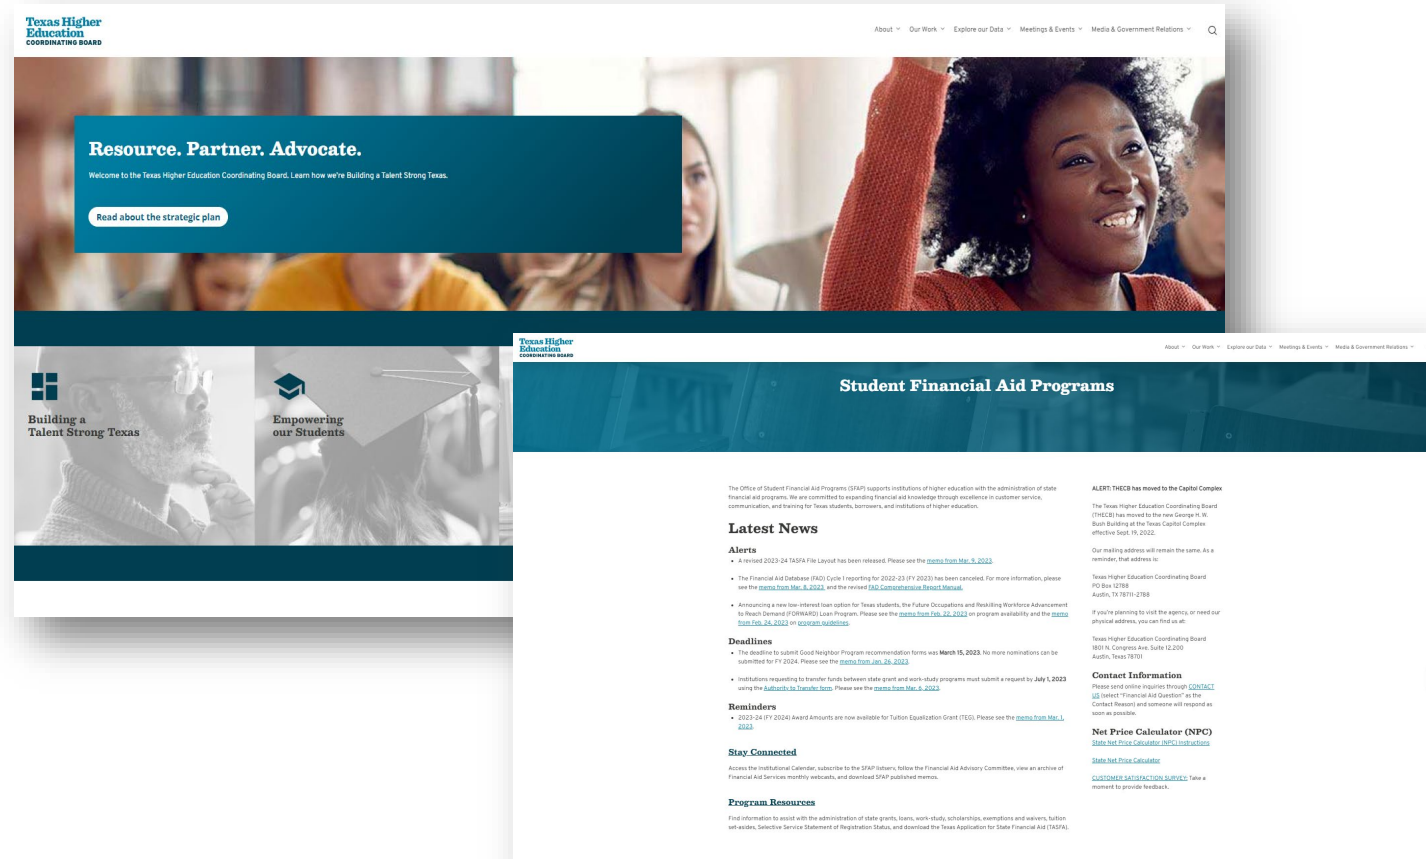 Texas Higher
Education
COORDINATING BOARD
About
Our Work
Explore our Data
Meetings & Events
Media & Government Relations
Resource. Partner. Advocate.
Welcome to the Texas Higher Education Coordinating Board. Learn how we're Building a Talent Strong Texas.
Read about the strategic plan
Building a
Talent Strong Texas
Empowering
our Students
Texas Higher
Education
COORDINATING BOARD
About
Our Work
Explore our Data
Meetings & Events
Media & Government Relations
Student Financial Aid Programs
The Office of Student Financial Aid Programs (SFAP) supports institutions of higher education with the administration of state
financial aid programs. We are committed to expanding financial aid knowledge through excellence in customer service,
communication, and training for Texas students, borrowers, and institutions of higher education.
Latest News
Alerts
• A revised 2023-24 TASFA File Layout has been released. Please see the memo from Mar. 9, 2023.
• The Financial Aid Database (FAD) Cycle 1 reporting for 2022-23 (FY 2023) has been canceled. For more information, please
see the memo from Mar. 8, 2023 and the revised FAD Comprehensive Report Manual.
• Announcing a new low-interest loan option for Texas students, the Future Occupations and Reskilling Workforce Advancement
to Reach Demand (FORWARD) Loan Program. Please see the memo from Feb. 22, 2023 on program availability and the memo
from Feb. 24, 2023 on program guidelines.
Deadlines
• The deadline to submit Good Neighbor Program recommendation forms was March 15, 2023. No more nominations can be
submitted for FY 2024. Please see the memo from Jan. 26, 2023.
• Institutions requesting to transfer funds between state grant and work-study programs must submit a request by July 1, 2023
using the Authority to Transfer form. Please see the memo from Mar. 6, 2023.
Reminders
• 2023-24 (FY 2024) Award Amounts are now available for Tuition Equalization Grant (TEG). Please see the memo from Mar. 1,
2023.
Stay Connected
Access the Institutional Calendar, subscribe to the SFAP listserv, follow the Financial Aid Advisory Committee, view an archive of
Financial Aid Services monthly webcasts, and download SFAP published memos.
Program Resources
Find information to assist with the administration of state grants, loans, work-study, scholarships, exemptions and waivers, tuition
set-asides, Selective Service Statement of Registration Status, and download the Texas Application for State Financial Aid (TASFA).
ALERT: THECB has moved to the Capitol Complex
The Texas Higher Education Coordinating Board
(THECB) has moved to the new George H. W.
Bush Building at the Texas Capitol Complex
effective Sept. 19, 2022.
Our mailing address will remain the same. As a
reminder, that address is:
Texas Higher Education Coordinating Board
PO Box 12788
Austin, TX 78711-2788
If you're planning to visit the agency, or need our
physical address, you can find us at:
Texas Higher Education Coordinating Board
1801 N. Congress Ave. Suite 12.200
Austin, Texas 78701
Contact Information
Please send online inquiries through CONTACT
US (select "Financial Aid Question" as the
Contact Reason) and someone will respond as
soon as possible.
Net Price Calculator (NPC)
State Net Price Calculator (NPC) Instructions
State Net Price Calculator
CUSTOMER SATISFACTION SURVEY: Take a
moment to provide feedback.